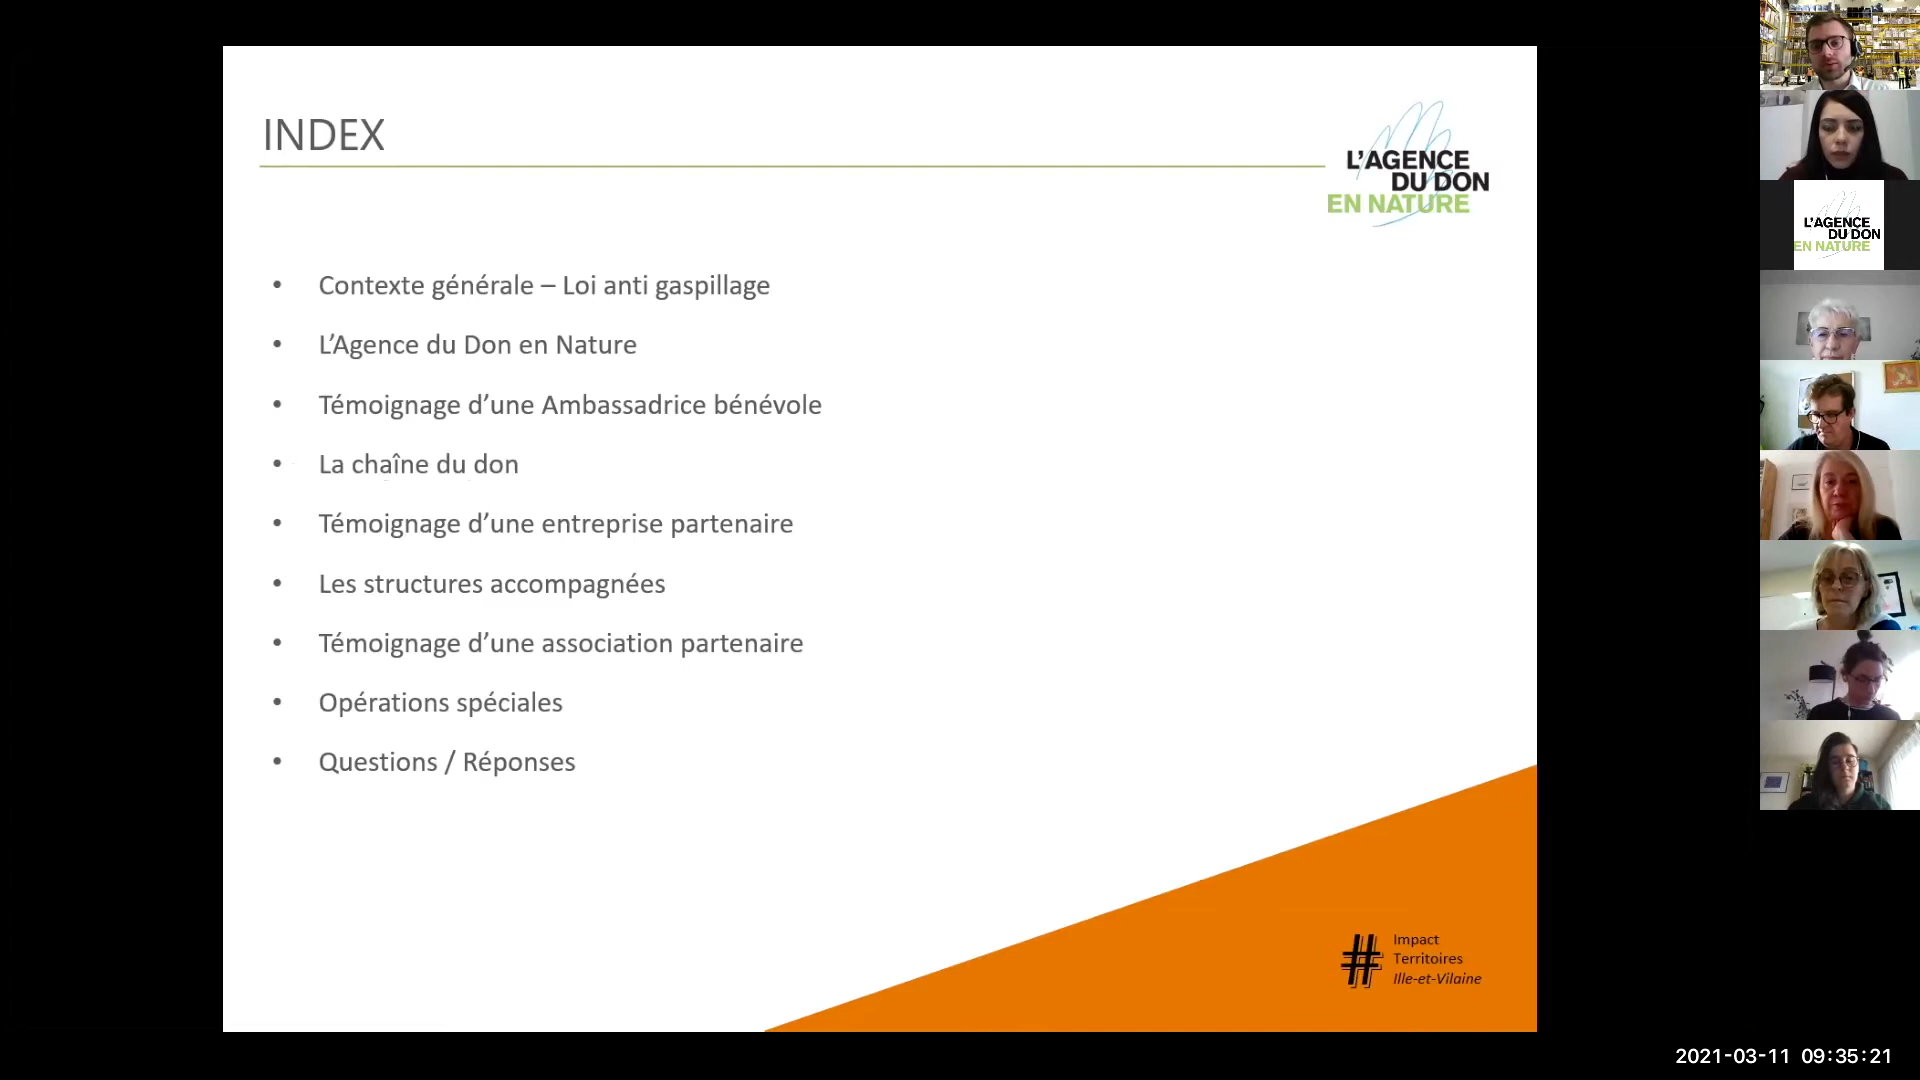 INDEX
L'AGENCE
DU DON
EN NATURE
• Contexte générale – Loi anti gaspillage
• L’Agence du Don en Nature
• Témoignage d’une Ambassadrice bénévole
• La chaîne du don
• Témoignage d’une entreprise partenaire
• Les structures accompagnées
• Témoignage d’une association partenaire
• Opérations spéciales
• Questions / Réponses
# Impact
Territoires
Ille-et-Vilaine
L'AGENCE
DU DON
EN NATURE
2021-03-11 09:35:21